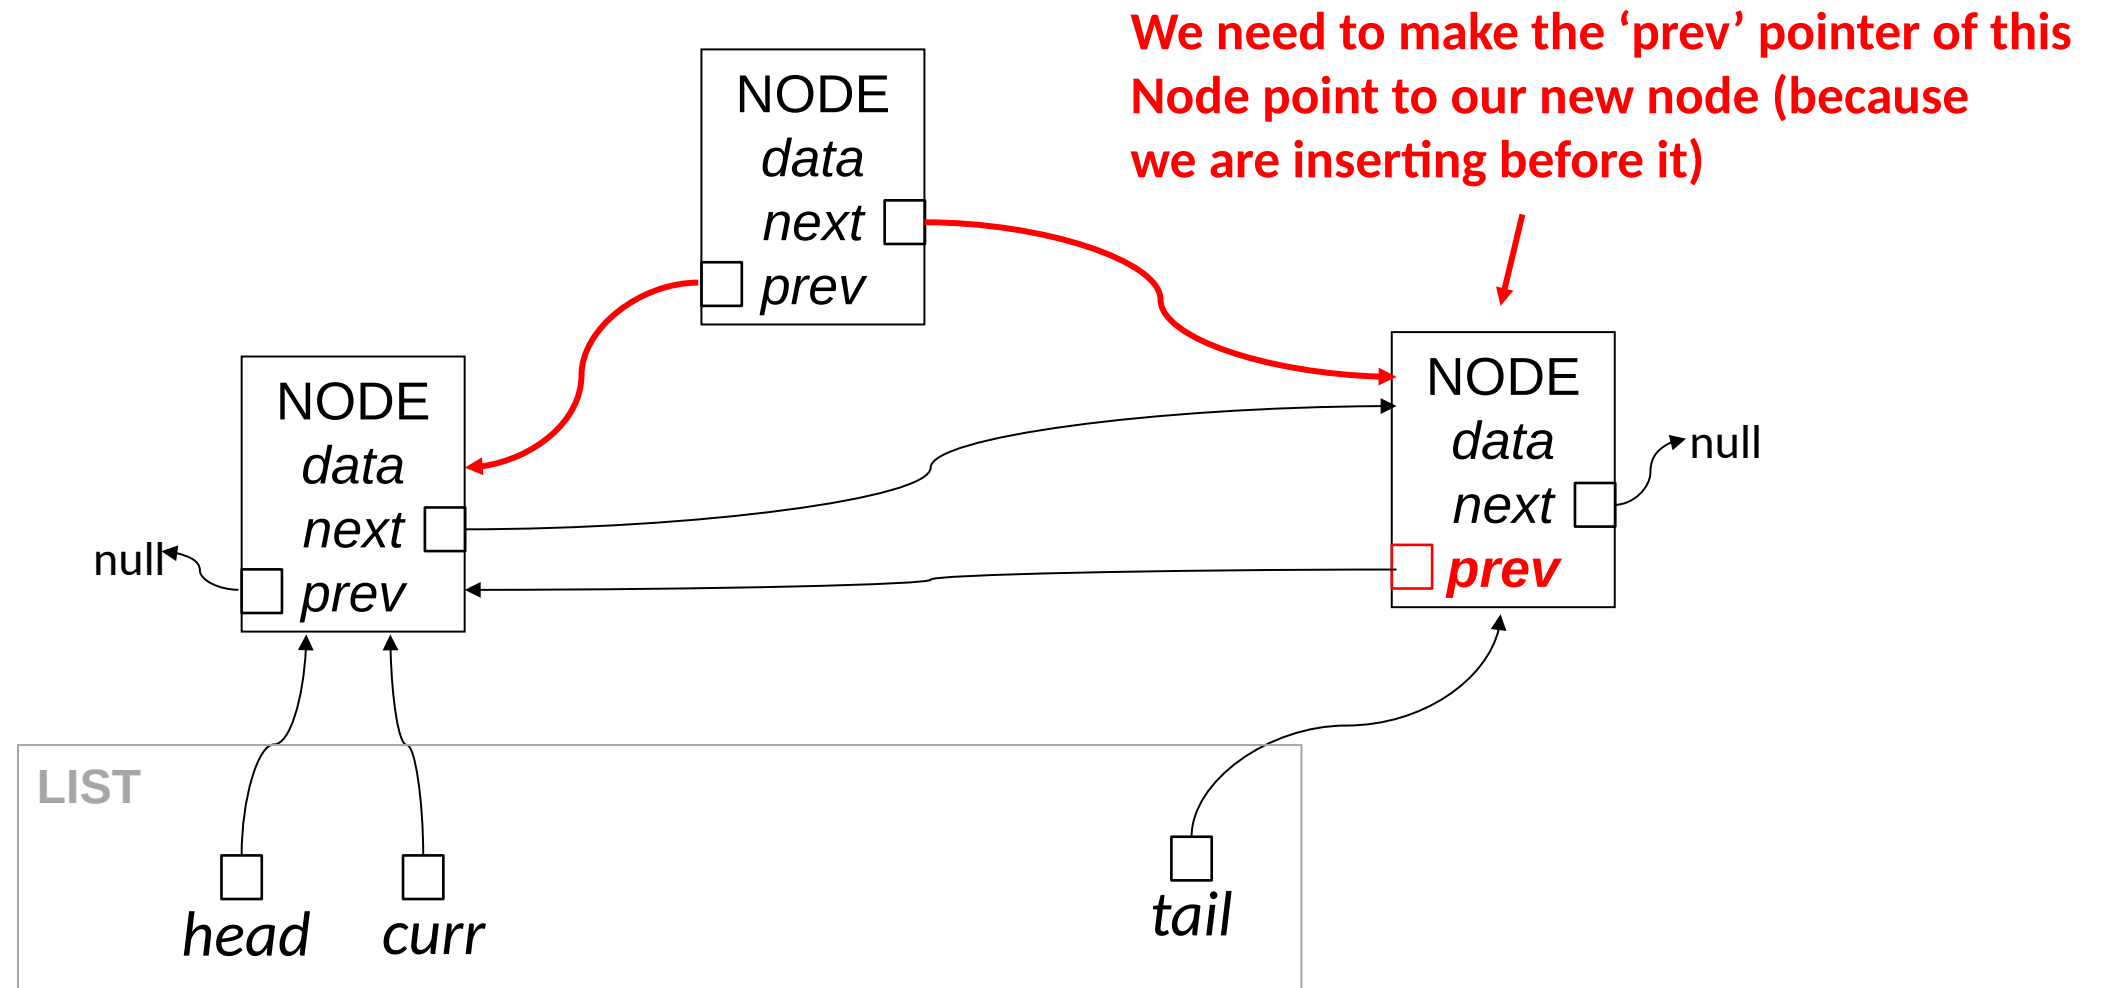 We need to make the ‘prev’ pointer of this
Node point to our new node (because
we are inserting before it)
NODE
data
next
prev
NODE
data
next
prev
null
NODE
data
next
prev
null
LIST
head
curr
tail